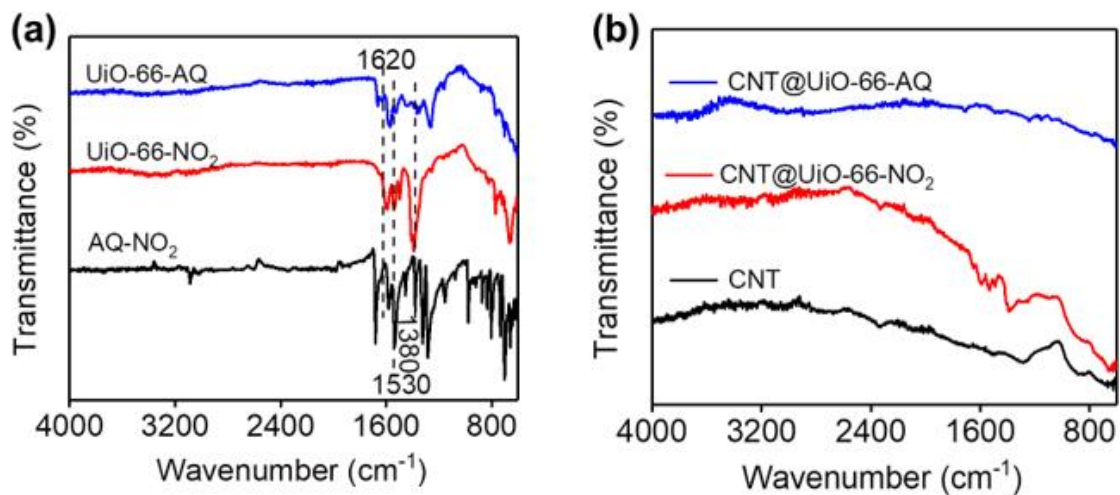 (a)
Transmittance (%)
1620
UiO-66-AQ
UiO-66-NO₂
AQ-NO₂
1380
1530
4000 3200 2400 1600 800
Wavenumber (cm⁻¹)
(b)
Transmittance (%)
CNT@UiO-66-AQ
CNT@UiO-66-NO₂
CNT
4000 3200 2400 1600 800
Wavenumber (cm⁻¹)